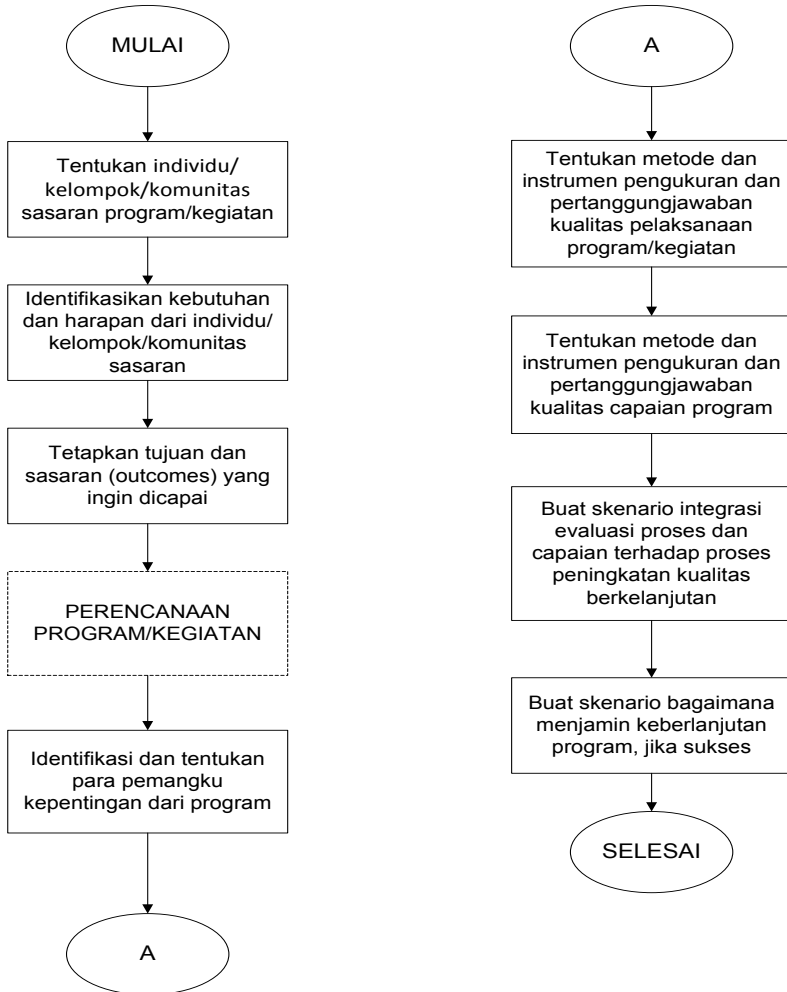 MULAI
Tentukan individu/
kelompok/komunitas
sasaran program/kegiatan
Identifikasikan kebutuhan
dan harapan dari individu/
kelompok/komunitas
sasaran
Tetapkan tujuan dan
sasaran (outcomes) yang
ingin dicapai
PERENCANAAN
PROGRAM/KEGIATAN
Identifikasi dan tentukan
para pemangku
kepentingan dari program
A
A
Tentukan metode dan
instrumen pengukuran dan
pertanggungjawaban
kualitas pelaksanaan
program/kegiatan
Tentukan metode dan
instrumen pengukuran dan
pertanggungjawaban
kualitas capaian program
Buat skenario integrasi
evaluasi proses dan
capaian terhadap proses
peningkatan kualitas
berkelanjutan
Buat skenario bagaimana
menjamin keberlanjutan
program, jika sukses
SELESAI